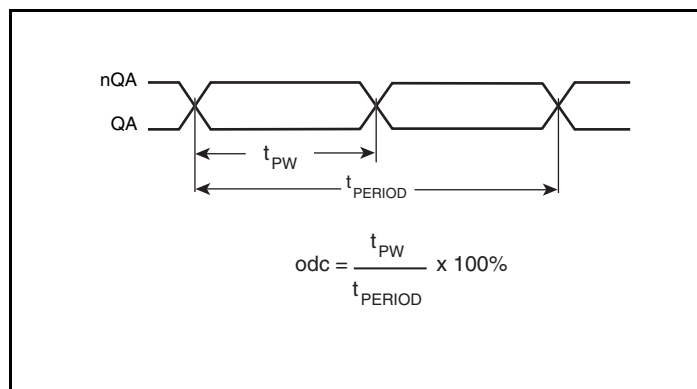 nQA
QA
tPW
tPERIOD
odc = tPW
x 100%
tPERIOD